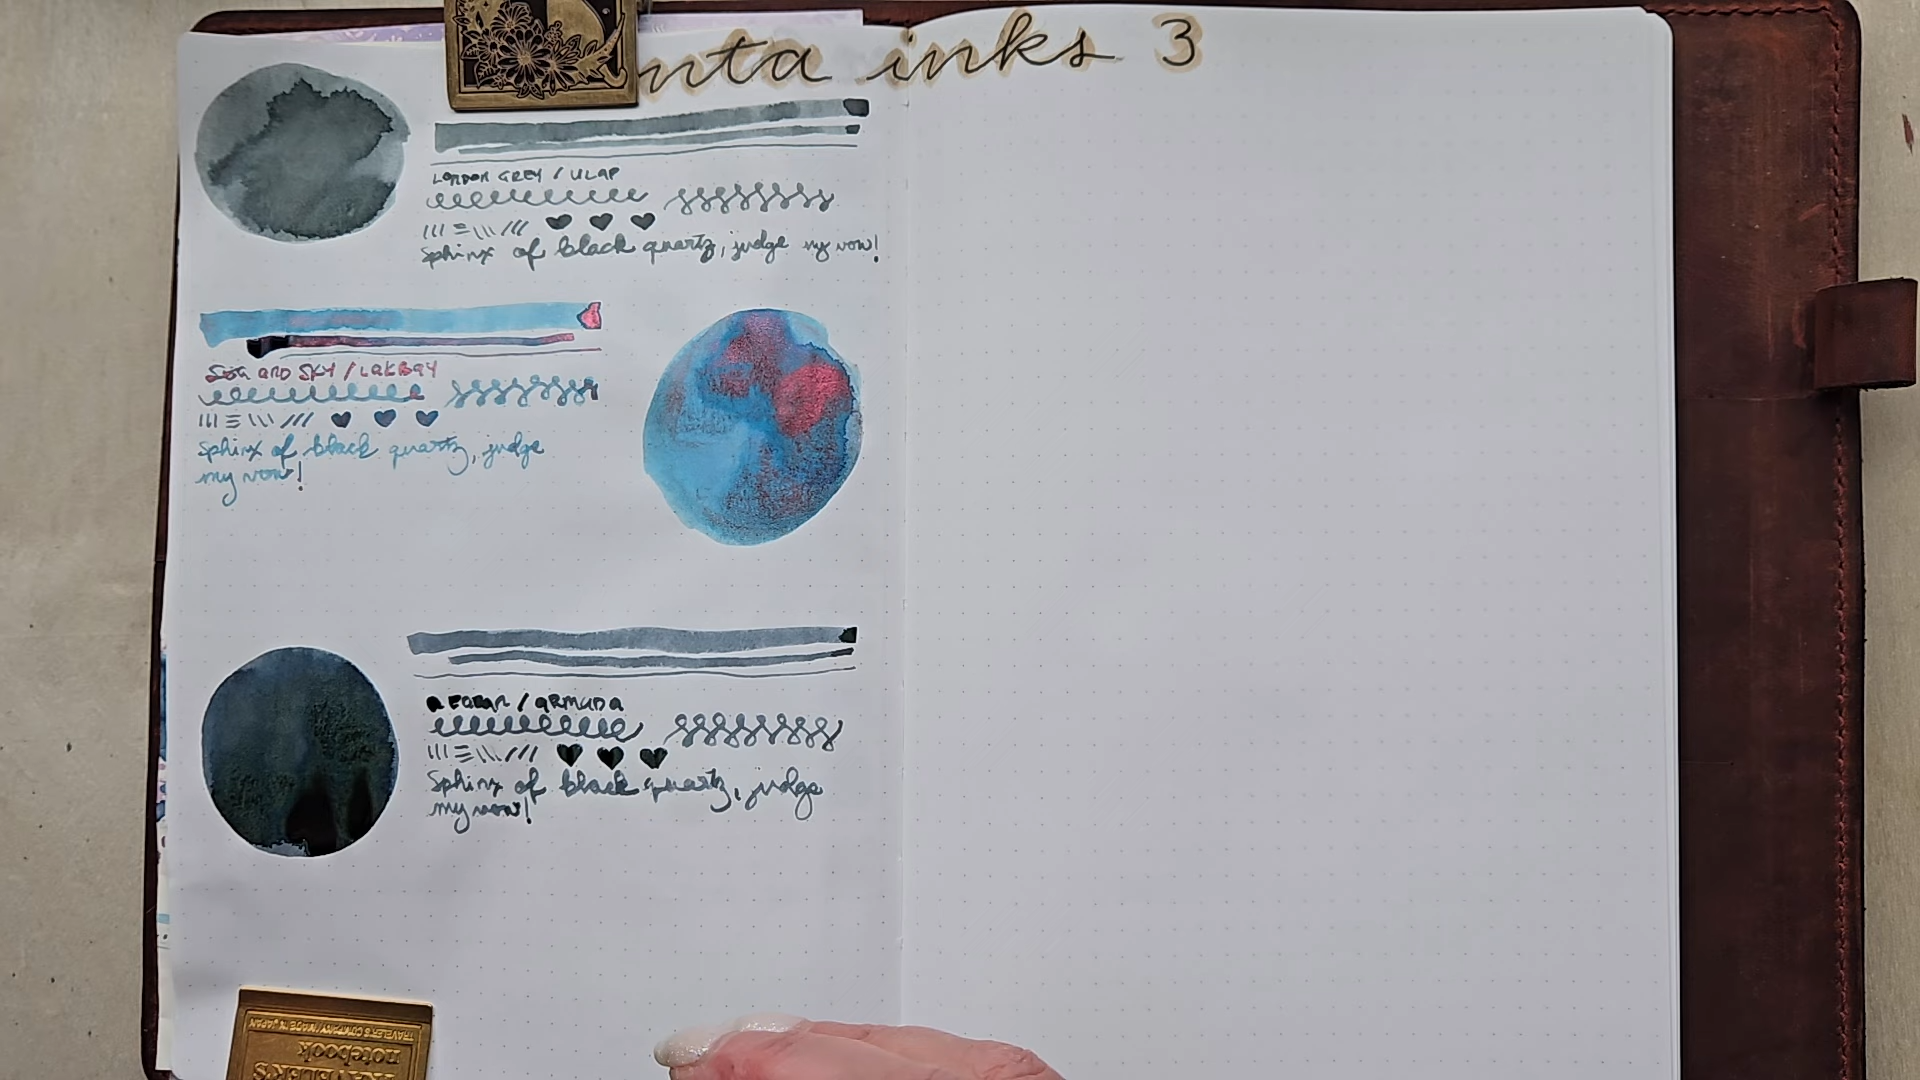 nta inks 3
LONDON GREY / ULAP
Sphinx of black quartz, judge my vow!
SEA AND SKY / LAKBAY
Sphinx of black quartz, judge
my vow!
/ ARMADA
Sphinx of black quartz, judge
my vow!
TRAVELER'S COMPANY MADE IN JAPAN
notebook